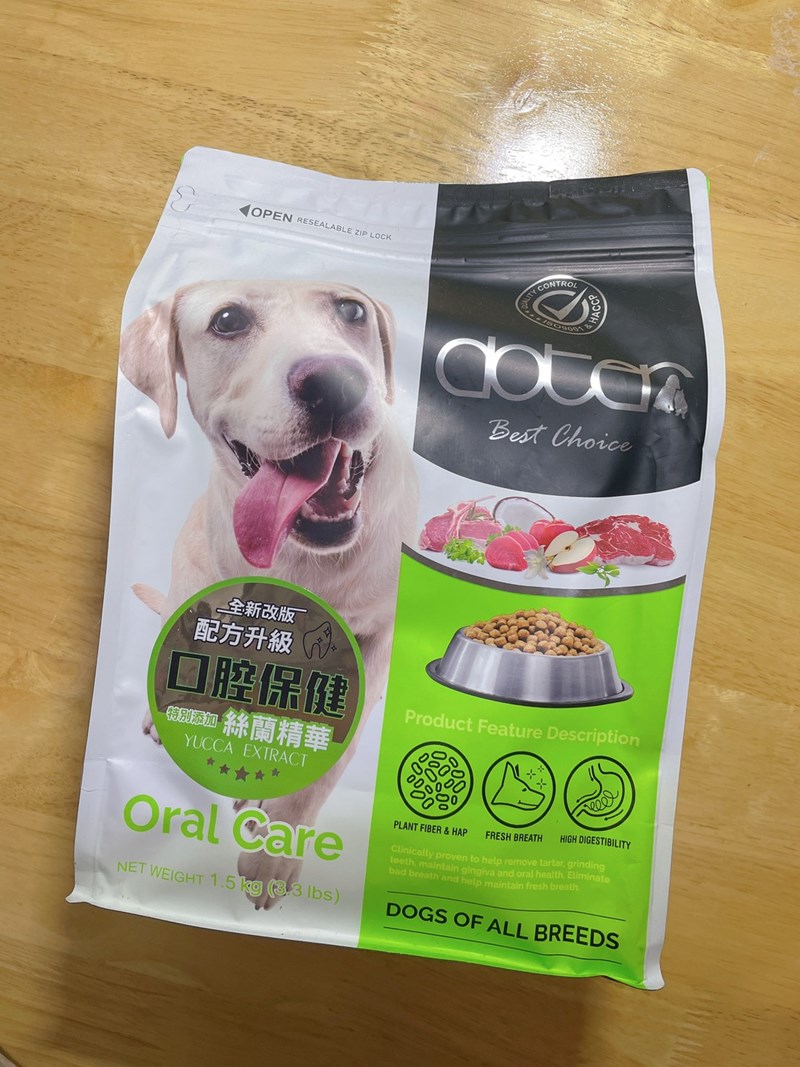 ◀OPEN RESEALABLE ZIP LOCK
QUALITY CONTROL
ISO9001 & HACCP
dotar
Best Choice
全新改版
配方升級
口腔保健
特別添加 絲蘭精華
YUCCA EXTRACT
Oral Care
NET WEIGHT 1.5 kg (3.3 lbs)
Product Feature Description
PLANT FIBER & HAP
FRESH BREATH
HIGH DIGESTIBILITY
Clinically proven to help remove tartar, grinding
teeth, maintain gingiva and oral health. Eliminate
bad breath and help maintain fresh breath.
DOGS OF ALL BREEDS